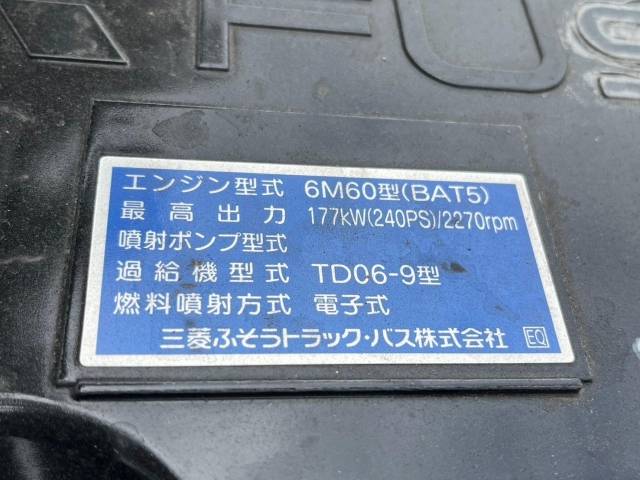 FUS
エンジン型式 6M60型(BAT5)
最高出力 177kW(240PS)/2270rpm
噴射ポンプ型式
過給機型式 TD06-9型
燃料噴射方式 電子式
三菱ふそうトラック・バス株式会社 EQ